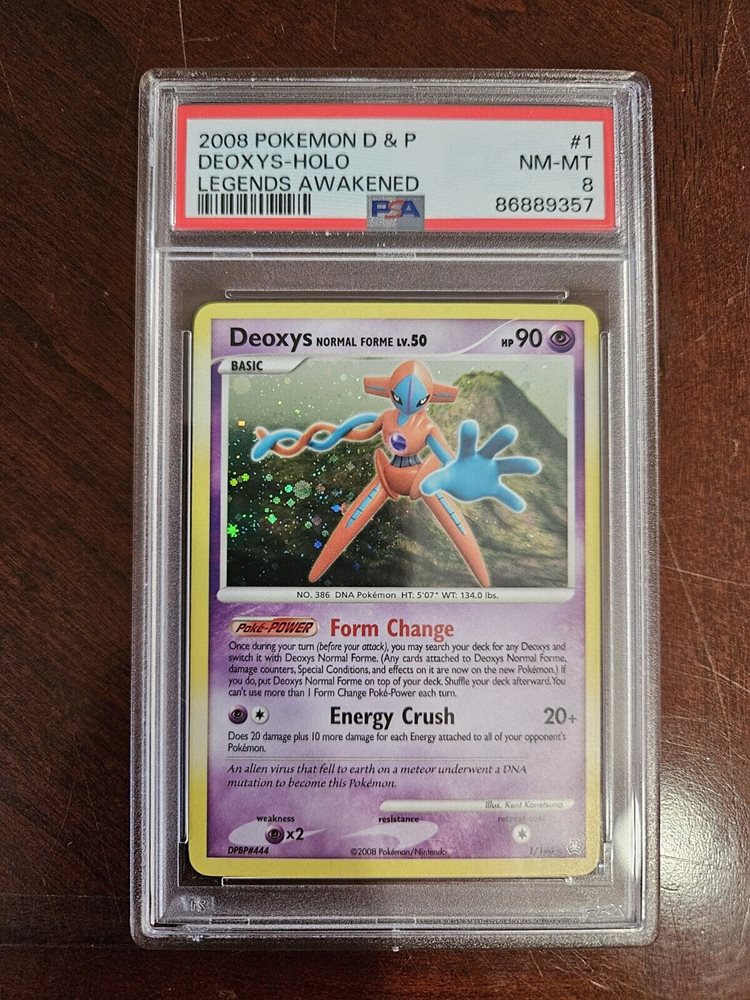 2008 POKEMON D & P #1
DEOXYS-HOLO NM-MT
LEGENDS AWAKENED 8
PSA 86889357
Deoxys NORMAL FORME LV.50 HP 90
BASIC
NO. 386 DNA Pokémon HT: 5'07" WT: 134.0 lbs.
Poké-POWER Form Change
Once during your turn (before your attack), you may search your deck for any Deoxys and
switch it with Deoxys Normal Forme. (Any cards attached to Deoxys Normal Forme,
damage counters, Special Conditions, and effects on it are now on the new Pokémon.) If
you do, put Deoxys Normal Forme on top of your deck. Shuffle your deck afterward. You
can't use more than 1 Form Change Poké-Power each turn.
Energy Crush 20+
Does 20 damage plus 10 more damage for each Energy attached to all of your opponent's
Pokémon.
An alien virus that fell to earth on a meteor underwent a DNA
mutation to become this Pokémon.
Illus. Kent Kanetsuna
weakness resistance retreat cost
x2
DPBP#444 ©2008 Pokémon/Nintendo 1/146